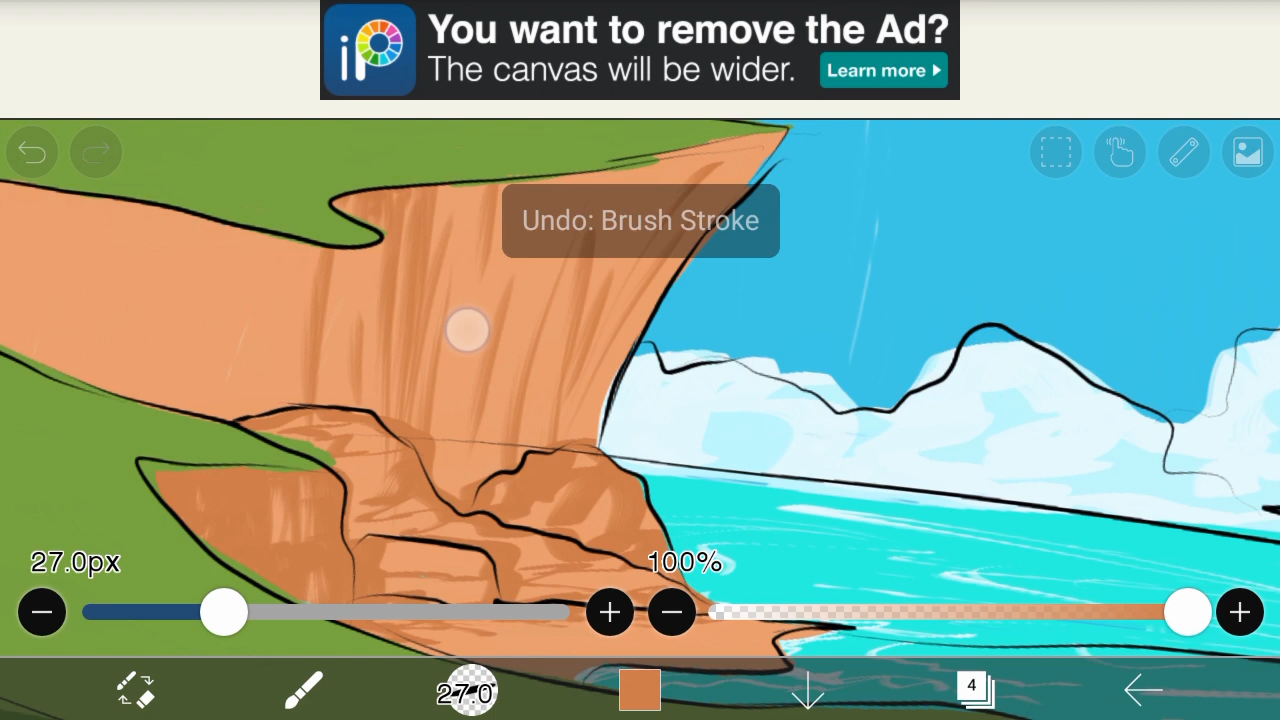 iP
You want to remove the Ad?
The canvas will be wider.
Learn more
Undo: Brush Stroke
27.0px
100%
27.0
4